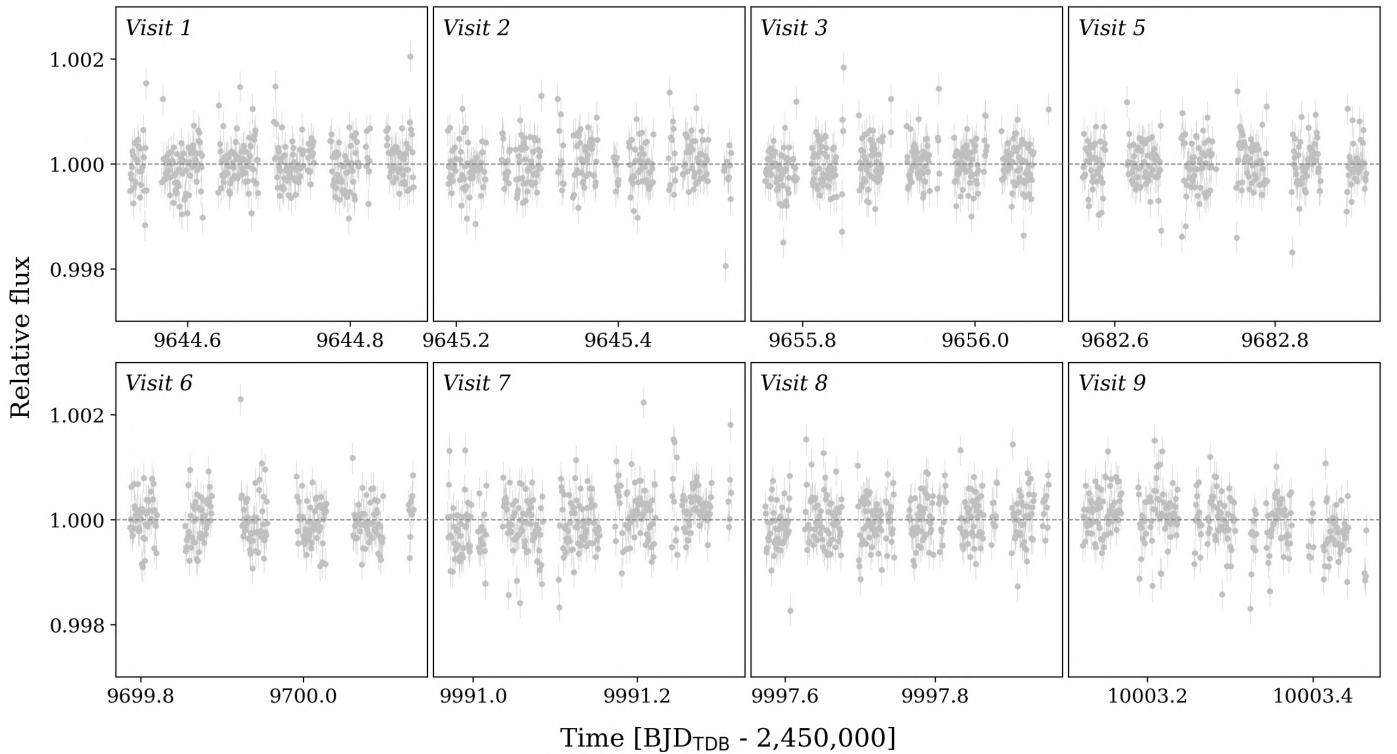 Visit 1
Visit 2
Visit 3
Visit 5
1.002
1.000
0.998
9644.6
9644.8
9645.2
9645.4
9655.8
9656.0
9682.6
9682.8
Relative flux
Visit 6
Visit 7
Visit 8
Visit 9
1.002
1.000
0.998
9699.8
9700.0
9991.0
9991.2
9997.6
9997.8
10003.2
10003.4
Time [BJD_TDB - 2,450,000]